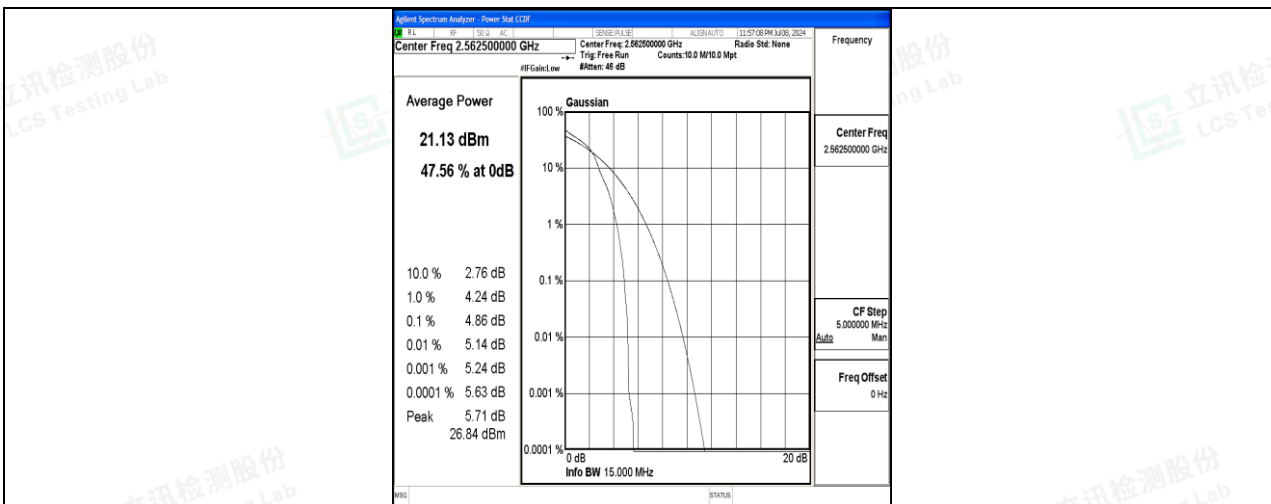 Agilent Spectrum Analyzer - Power Stat CCDF
RL RF 50 Ω AC SENSE:PULSE ALIGN AUTO 11:57:08 PM Jul 08, 2024
Center Freq 2.562500000 GHz
Center Freq: 2.562500000 GHz Radio Std: None
Trig: Free Run Counts:10.0 M/10.0 Mpt
#IFGain:Low #Atten: 46 dB
Frequency
Average Power
21.13 dBm
47.56 % at 0dB
10.0 % 2.76 dB
1.0 % 4.24 dB
0.1 % 4.86 dB
0.01 % 5.14 dB
0.001 % 5.24 dB
0.0001 % 5.63 dB
Peak 5.71 dB
26.84 dBm
Gaussian
100 %
10 %
1 %
0.1 %
0.01 %
0.001 %
0.0001 %
0 dB 20 dB
Info BW 15.000 MHz
Center Freq
2.562500000 GHz
CF Step
5.000000 MHz
Auto Man
Freq Offset
0 Hz
MSG STATUS
立讯检测股份
LCS Testing Lab
立讯检测股份